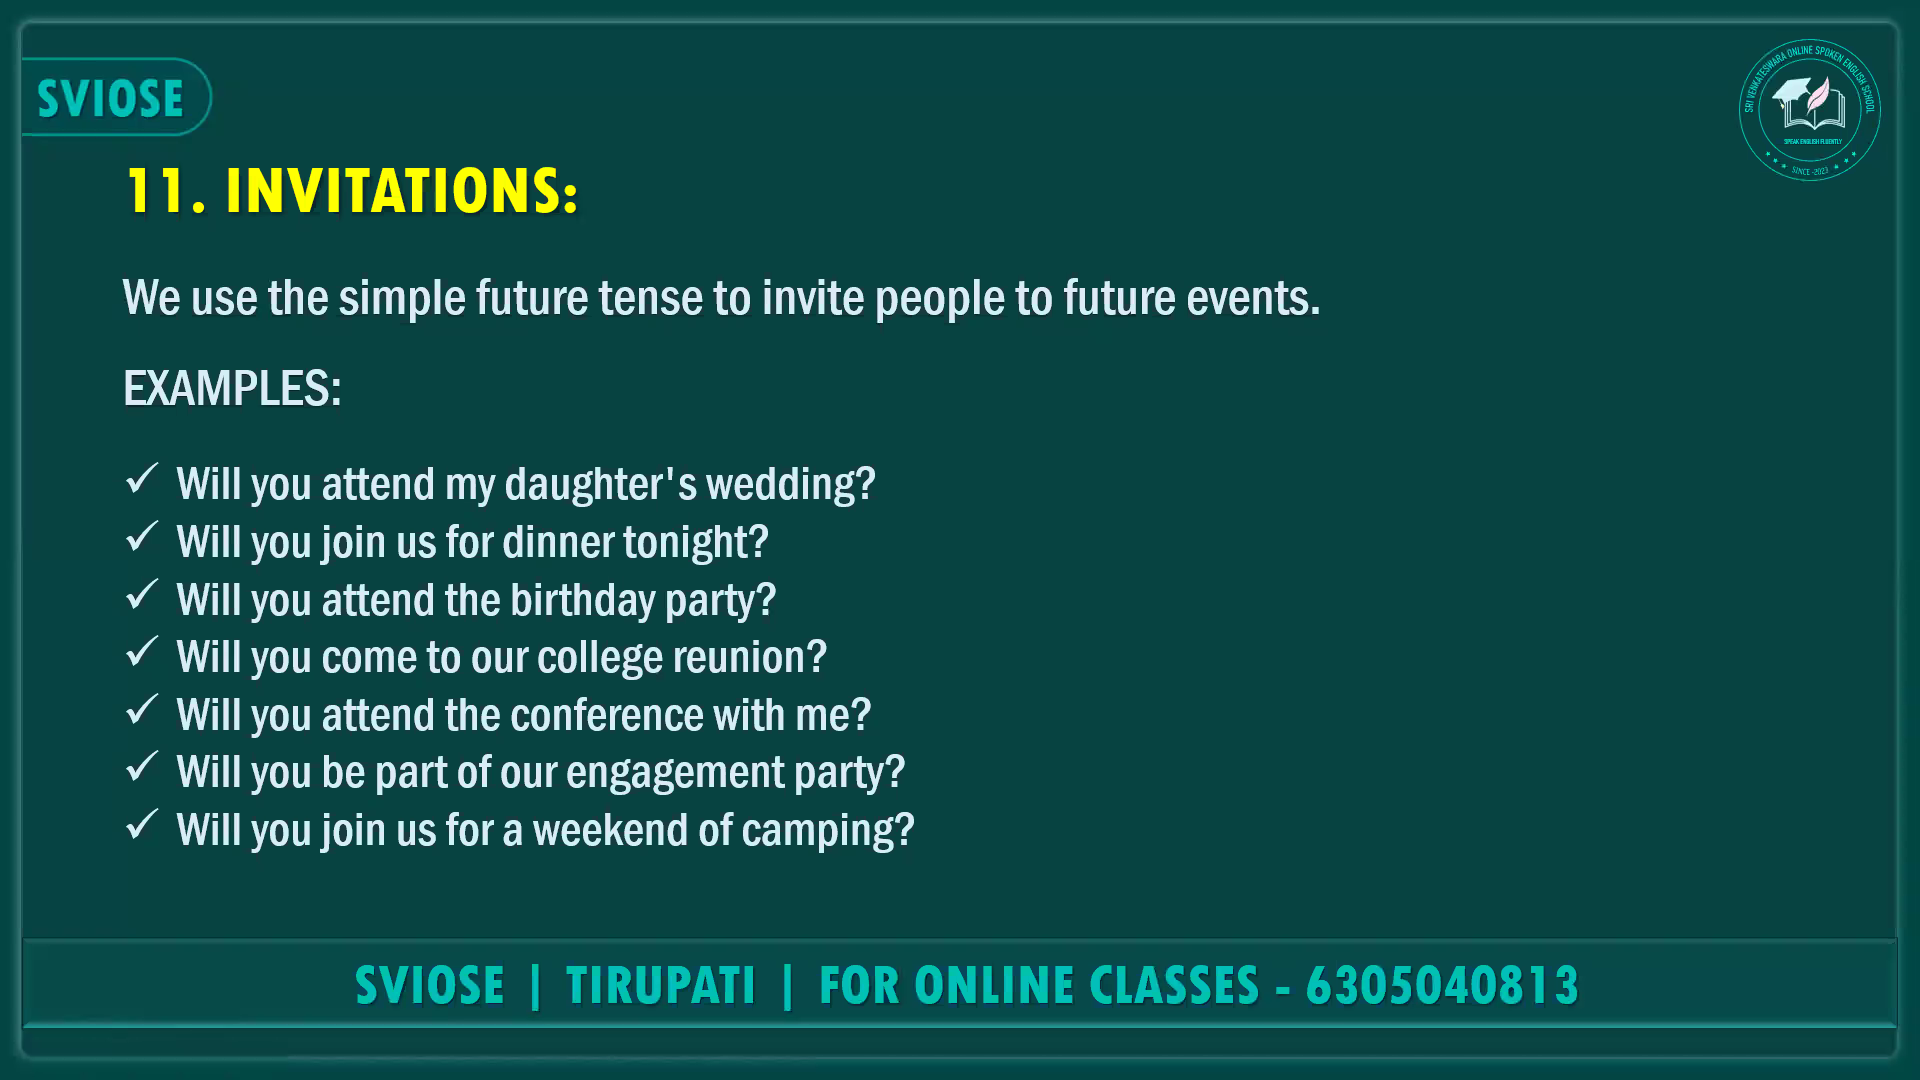 SVIOSE
SRI VENKATESWARA ONLINE SPOKEN ENGLISH SCHOOL
SPEAK ENGLISH FLUENTLY
SINCE -2023
11. INVITATIONS:
We use the simple future tense to invite people to future events.
EXAMPLES:
✓ Will you attend my daughter's wedding?
✓ Will you join us for dinner tonight?
✓ Will you attend the birthday party?
✓ Will you come to our college reunion?
✓ Will you attend the conference with me?
✓ Will you be part of our engagement party?
✓ Will you join us for a weekend of camping?
SVIOSE | TIRUPATI | FOR ONLINE CLASSES - 6305040813